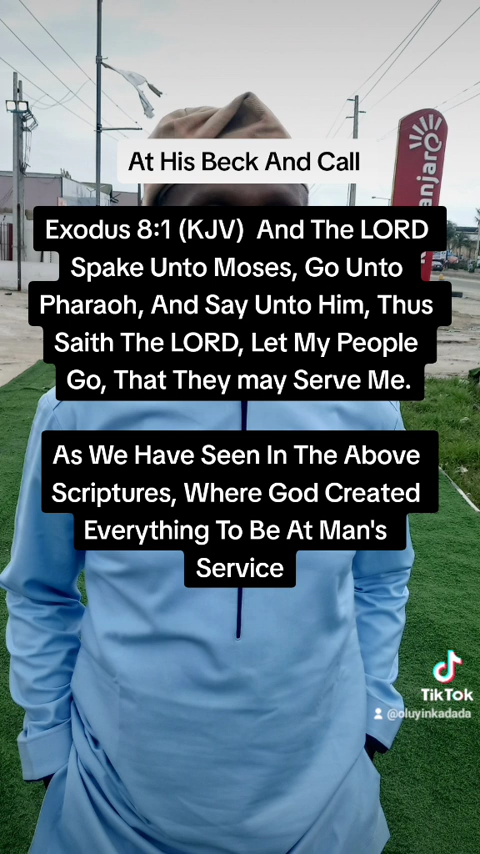 At His Beck And Call
Exodus 8:1 (KJV)  And The LORD
Spake Unto Moses, Go Unto
Pharaoh, And Say Unto Him, Thus
Saith The LORD, Let My People
Go, That They may Serve Me.
As We Have Seen In The Above
Scriptures, Where God Created
Everything To Be At Man's
Service
anjaro
TikTok
@oluyinkadada